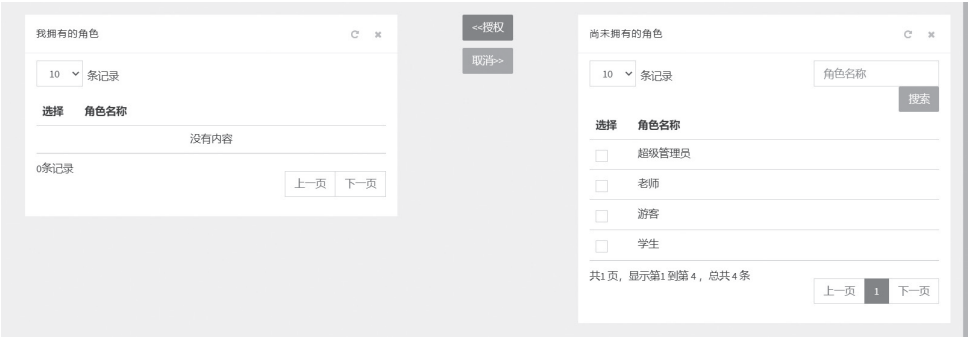 我拥有的角色
10 条记录
选择 角色名称
没有内容
0条记录
上一页 下一页
<<授权
取消>>
尚未拥有的角色
10 条记录
角色名称
搜索
选择 角色名称
超级管理员
老师
游客
学生
共1页，显示第1到第4，总共4条
上一页 1 下一页